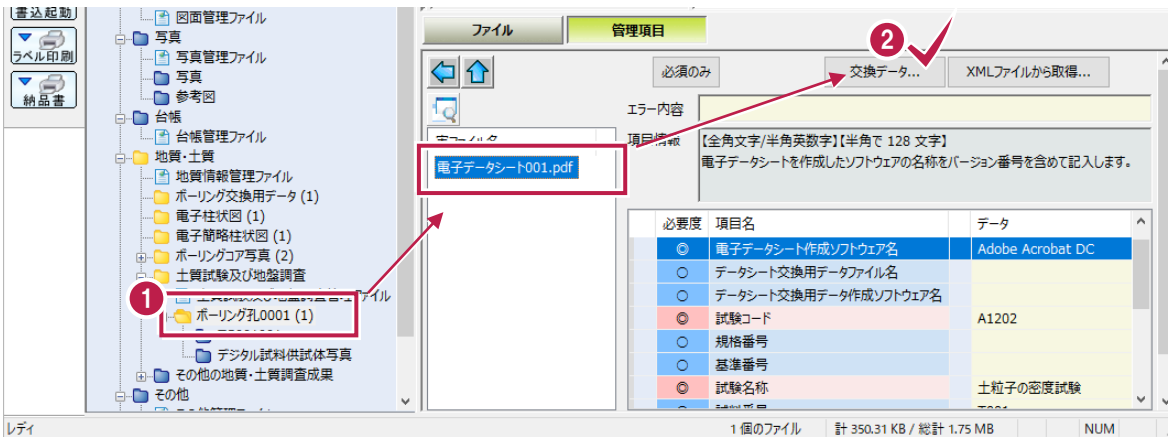 書込起動
ラベル印刷
納品書
図面管理ファイル
写真
写真管理ファイル
写真
参考図
台帳
台帳管理ファイル
地質・土質
地質情報管理ファイル
ボーリング交換用データ (1)
電子柱状図 (1)
電子簡略柱状図 (1)
ボーリングコア写真 (2)
土質試験及び地盤調査
ボーリング孔0001 (1)
デジタル試料供試体写真
その他の地質・土質調査成果
その他
ファイル
管理項目
1
2
必須のみ
交換データ...
XMLファイルから取得...
エラー内容
項目情報
【全角文字/半角英数字】【半角で 128 文字】
電子データシートを作成したソフトウェアの名称をバージョン番号を含めて記入します。
電子データシート001.pdf
必要度 項目名 データ
◎ 電子データシート作成ソフトウェア名 Adobe Acrobat DC
○ データシート交換用データファイル名
○ データシート交換用データ作成ソフトウェア名
◎ 試験コード A1202
○ 規格番号
○ 基準番号
◎ 試験名称 土粒子の密度試験
レディ
1 個のファイル 計 350.31 KB / 総計 1.75 MB NUM